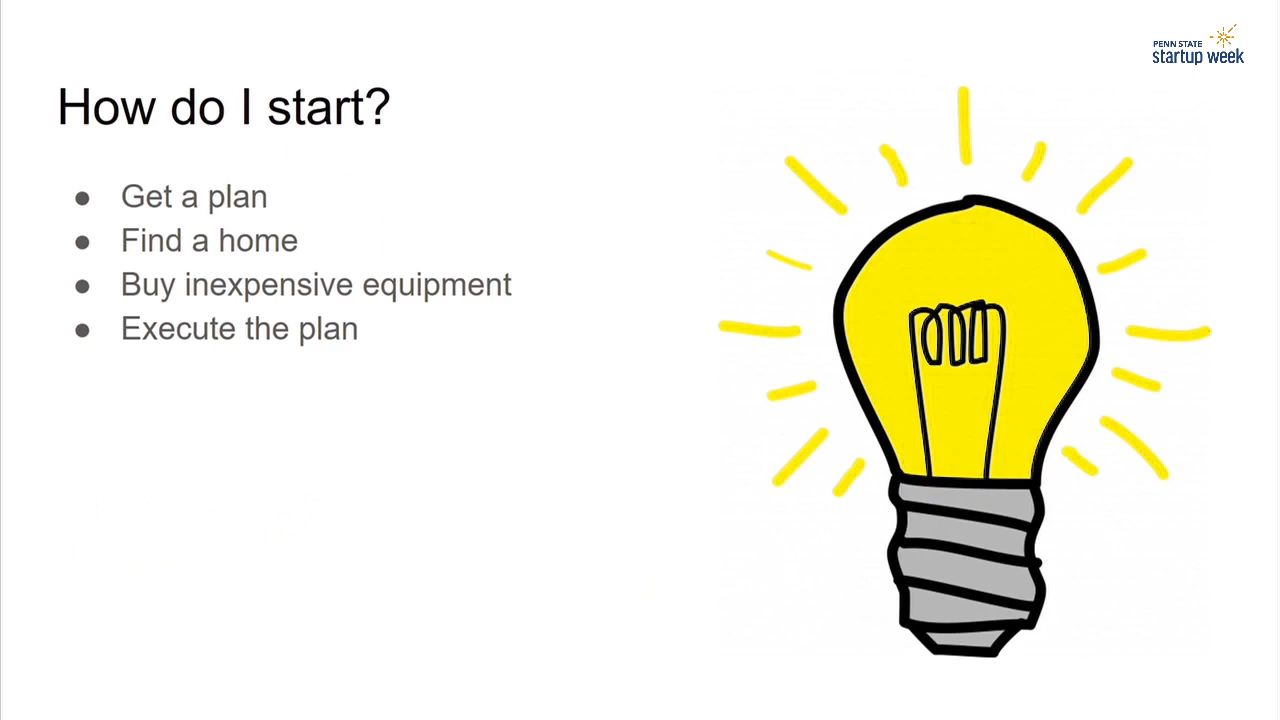 PENN STATE
startup week
How do I start?
● Get a plan
● Find a home
● Buy inexpensive equipment
● Execute the plan